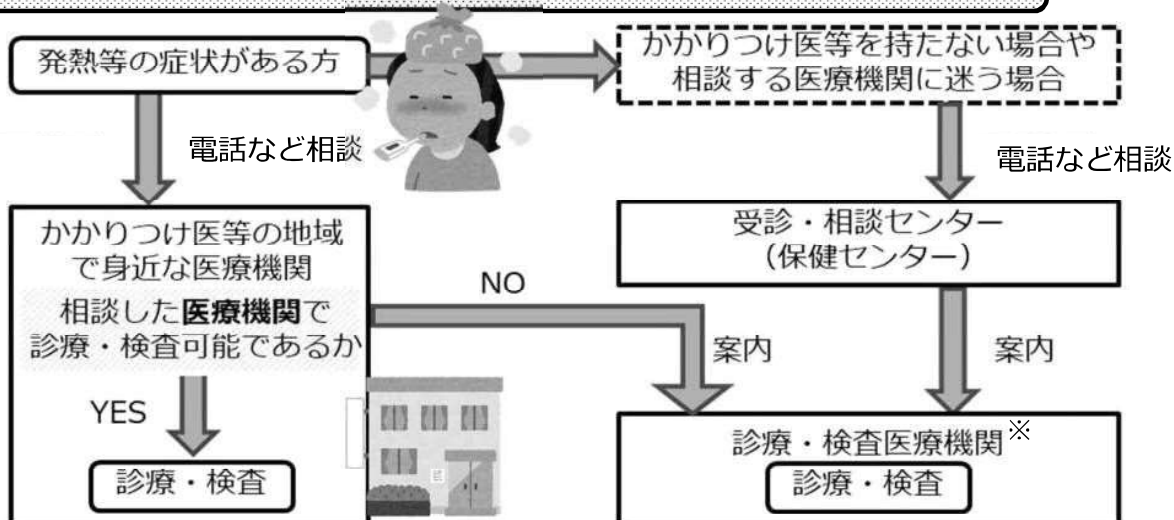 発熱等の症状がある方
かかりつけ医等を持たない場合や
相談する医療機関に迷う場合
電話など相談
電話など相談
かかりつけ医等の地域
で身近な医療機関
相談した医療機関で
診療・検査可能であるか
受診・相談センター
(保健センター)
NO
案内
案内
YES
診療・検査
診療・検査医療機関※
診療・検査